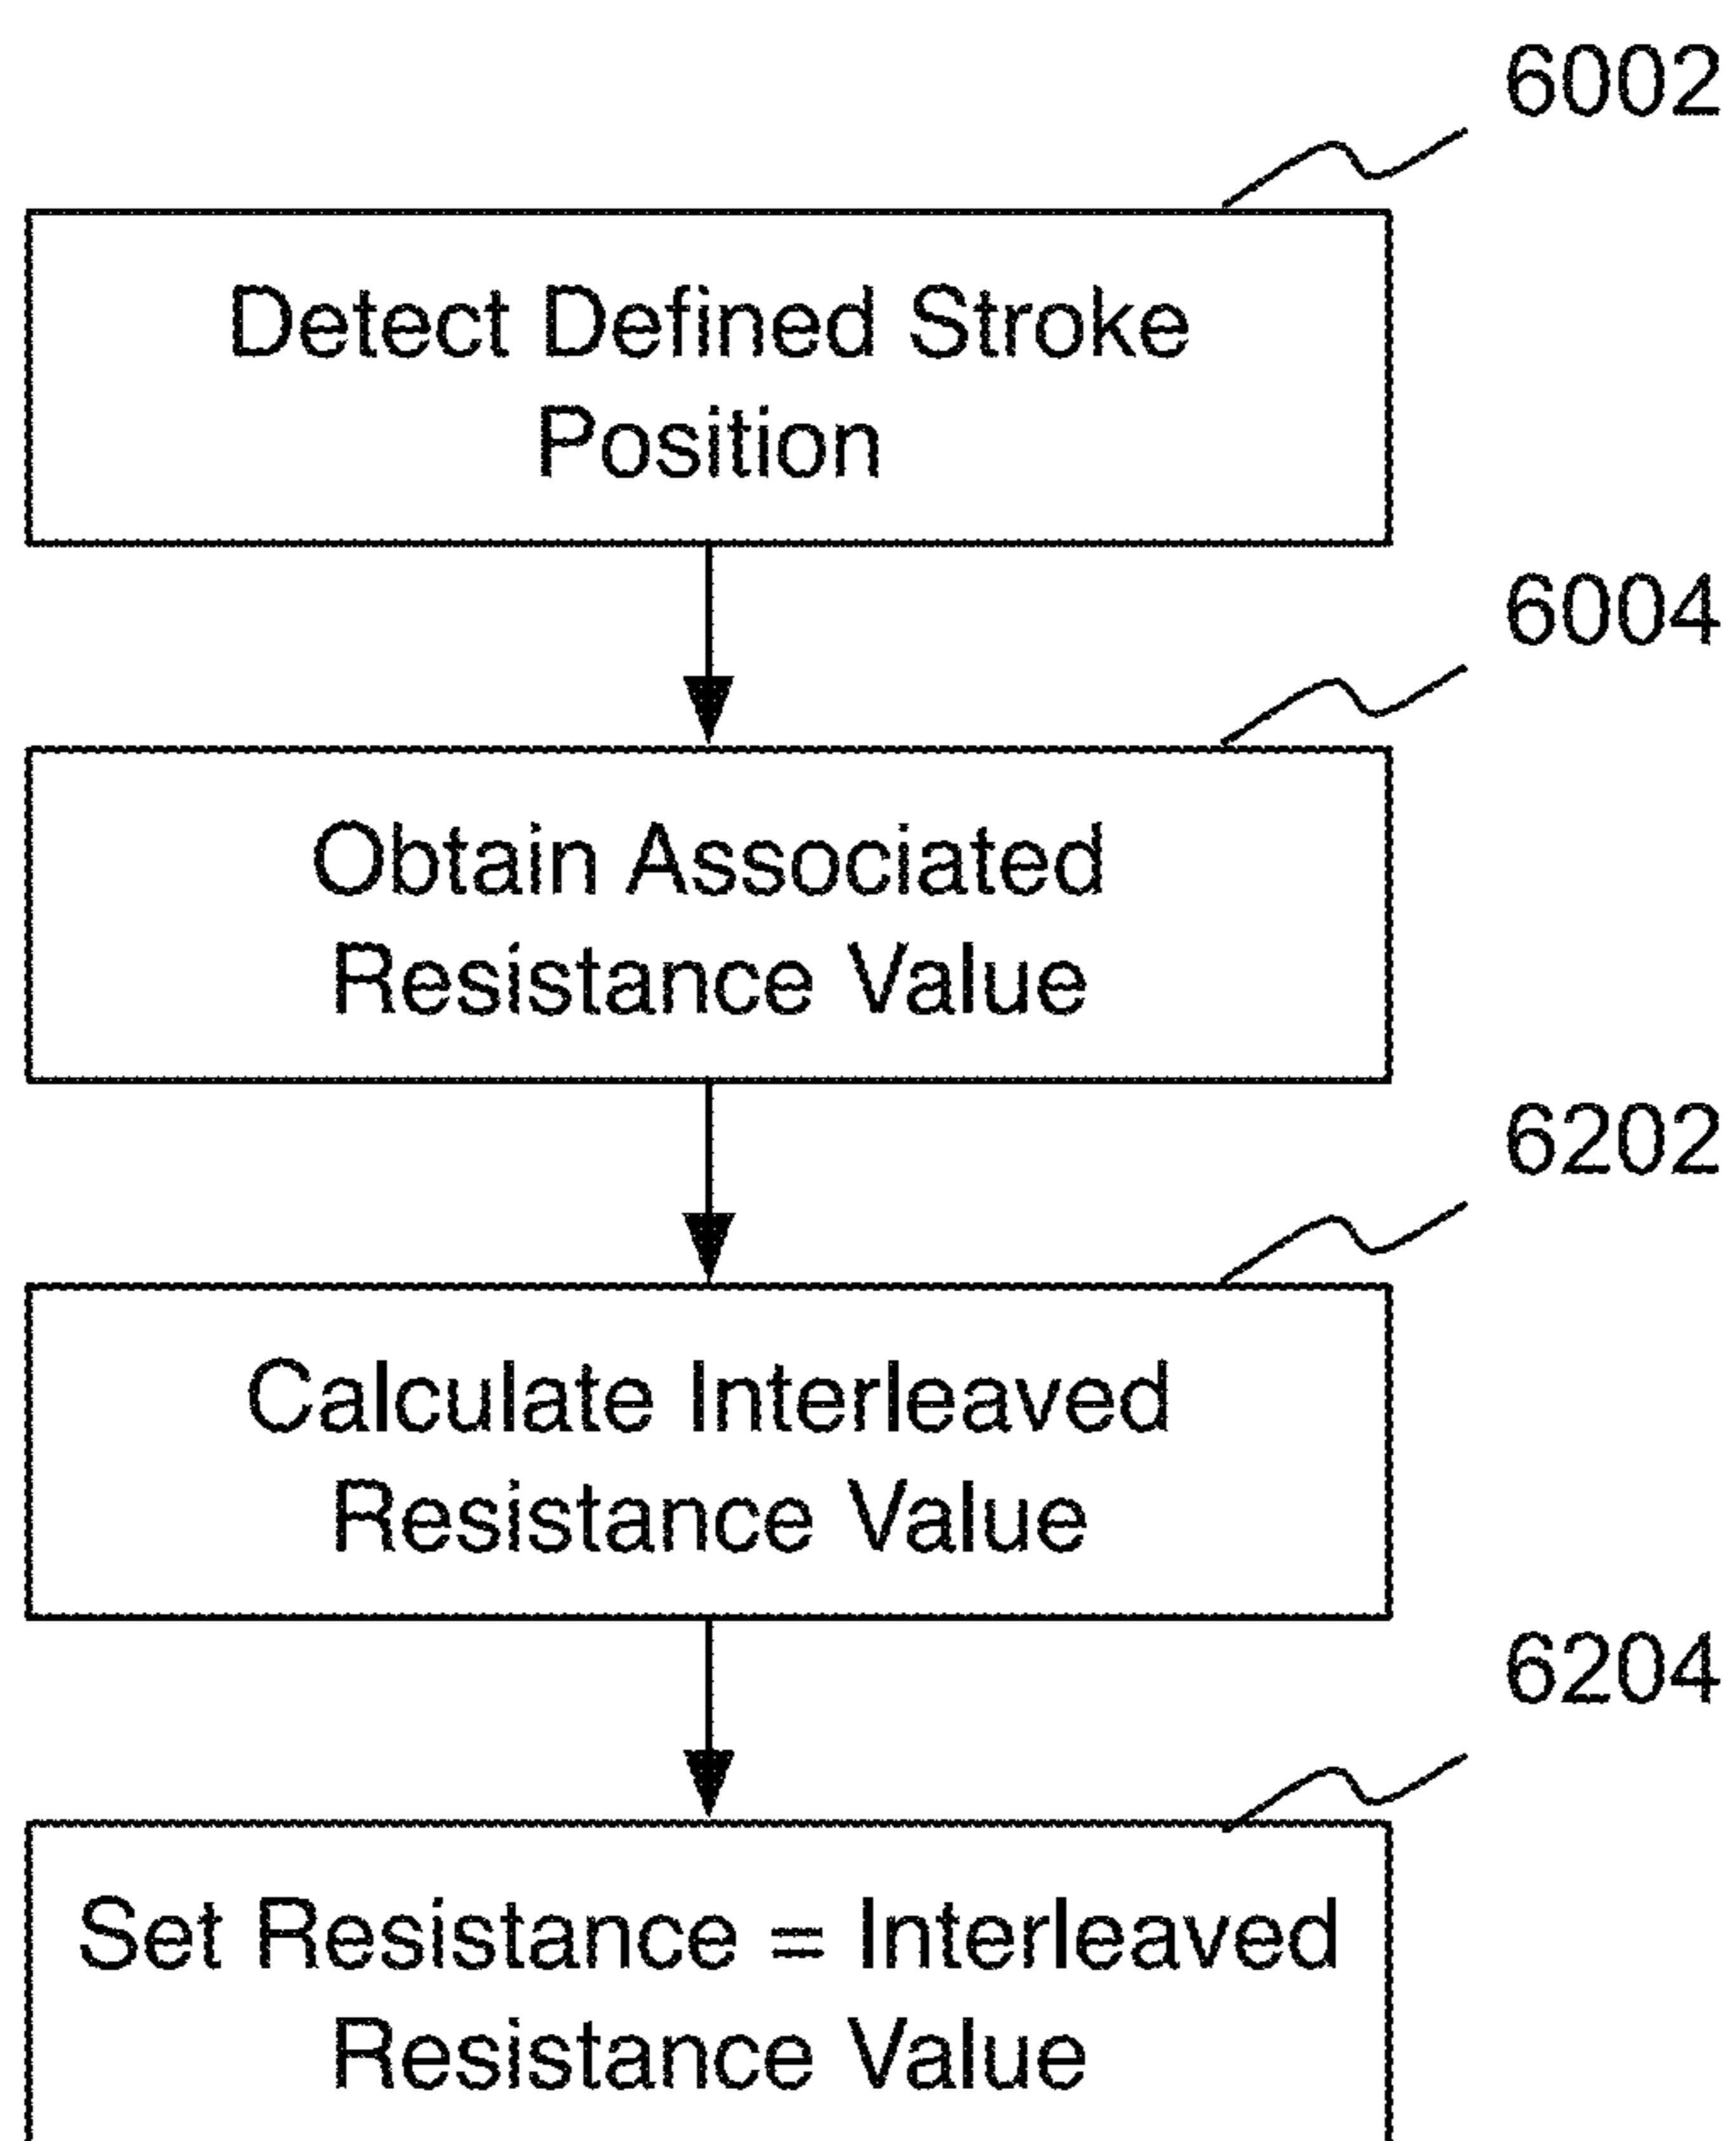 6002
Detect Defined Stroke
Position
6004
Obtain Associated
Resistance Value
6202
Calculate Interleaved
Resistance Value
6204
Set Resistance = Interleaved
Resistance Value